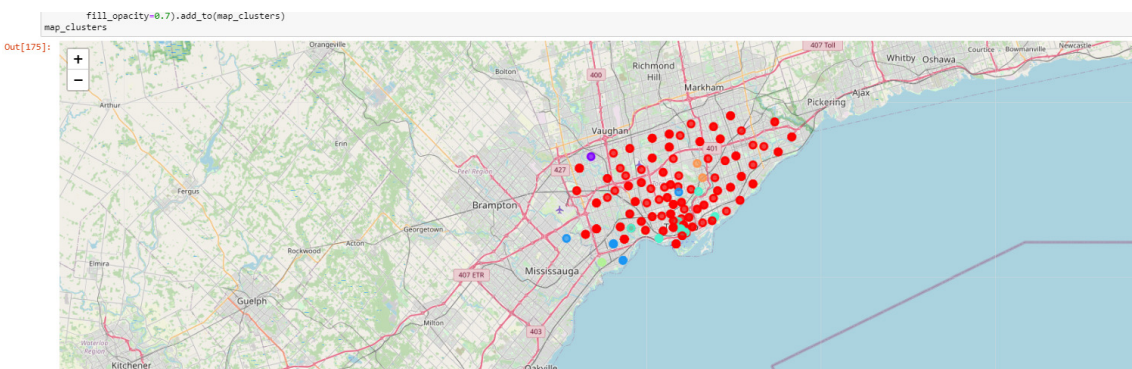 fill_opacity=0.7).add_to(map_clusters)
map_clusters
Out[175]:
+
−
Orangeville
407 Toll
Courtice
Bowmanville
Newcastle
Whitby
Oshawa
Richmond
Hill
Bolton
400
Markham
Ajax
Pickering
Arthur
Vaughan
Erin
401
427
Peel Region
Fergus
Brampton
Georgetown
Acton
Rockwood
Elmira
Mississauga
407 ETR
Guelph
Milton
403
Waterloo
Region
Kitchener
Oakville